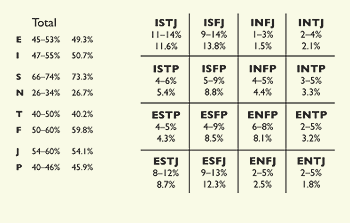 Total
E 45–53% 49.3%
I 47–55% 50.7%
S 66–74% 73.3%
N 26–34% 26.7%
T 40–50% 40.2%
F 50–60% 59.8%
J 54–60% 54.1%
P 40–46% 45.9%
ISTJ ISFJ INFJ INTJ
11–14% 9–14% 1–3% 2–4%
11.6% 13.8% 1.5% 2.1%
ISTP ISFP INFP INTP
4–6% 5–9% 4–5% 3–5%
5.4% 8.8% 4.4% 3.3%
ESTP ESFP ENFP ENTP
4–5% 4–9% 6–8% 2–5%
4.3% 8.5% 8.1% 3.2%
ESTJ ESFJ ENFJ ENTJ
8–12% 9–13% 2–5% 2–5%
8.7% 12.3% 2.5% 1.8%